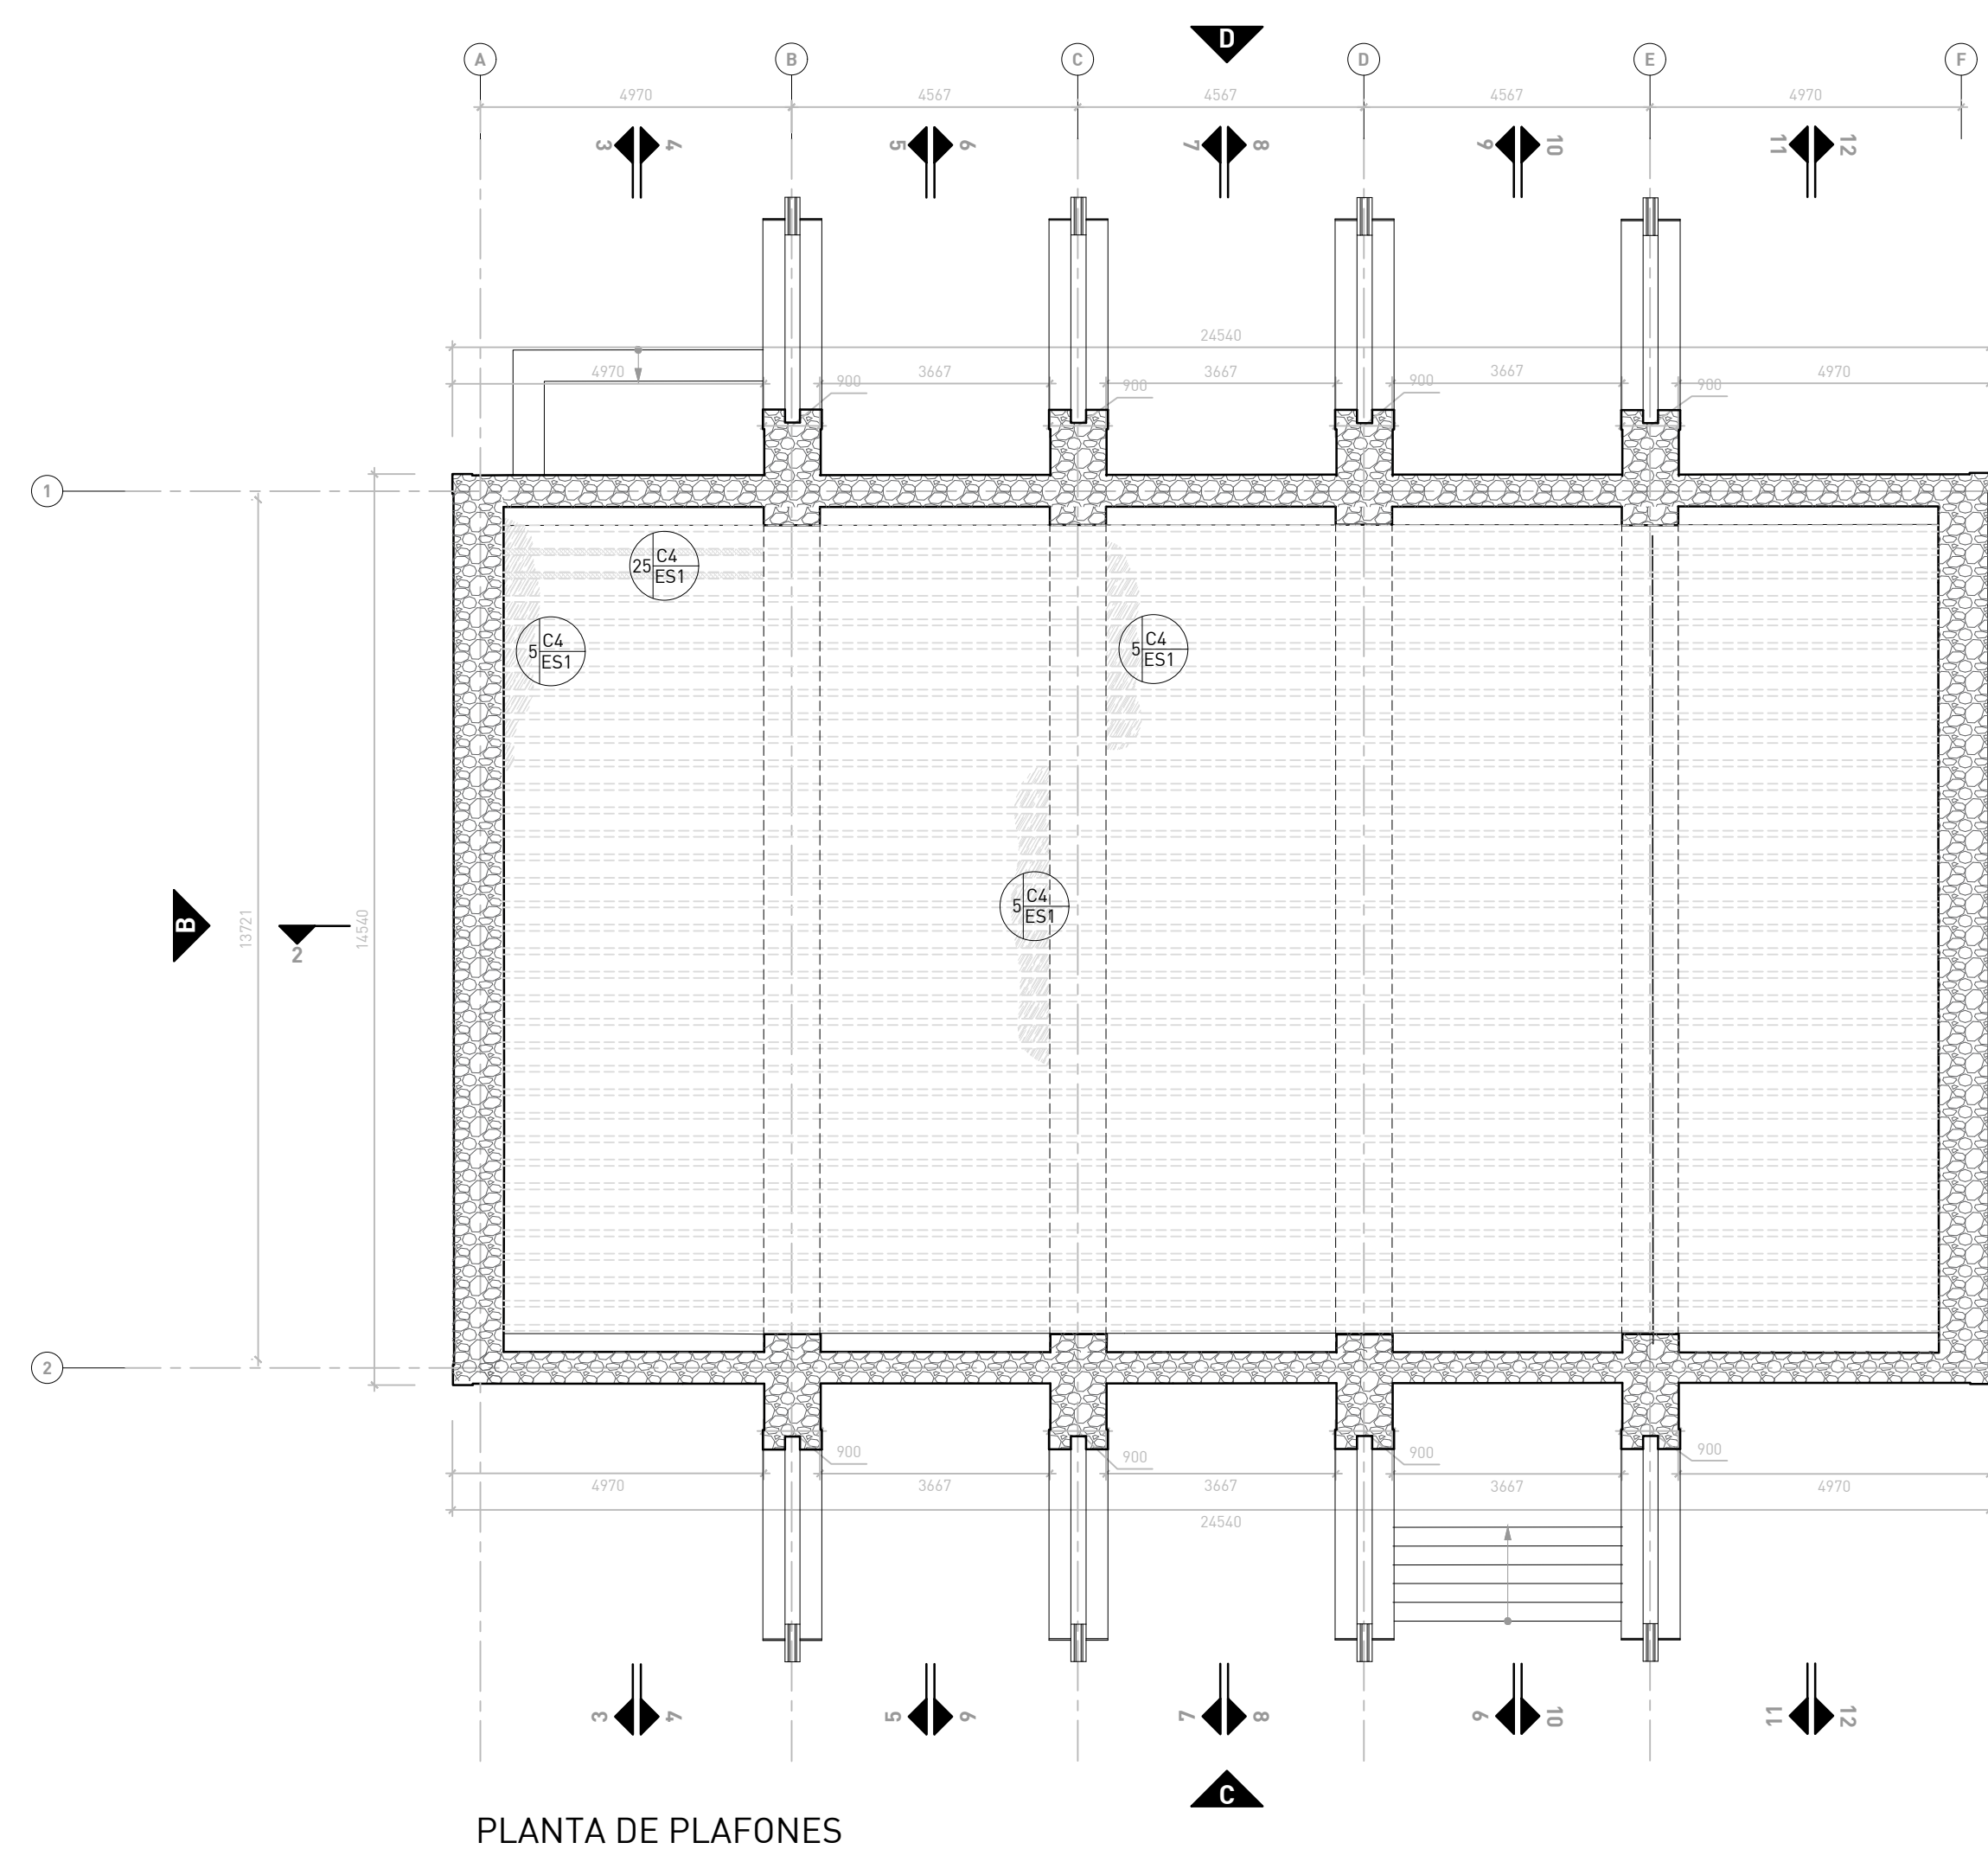 D
A B C D E F
4970 4567 4567 4567 4970
3 4 5 6 7 8 9 10 11 12
24540
4970 3667 3667 3667 4970
900 900 900 900
1
25 C4
ES1
5 C4
ES1
5 C4
ES1
5 C4
ES1
B
13721
2
14540
2
900 900 900 900
4970 3667 3667 3667 4970
24540
3 4 5 6 7 8 9 10 11 12
C
PLANTA DE PLAFONES